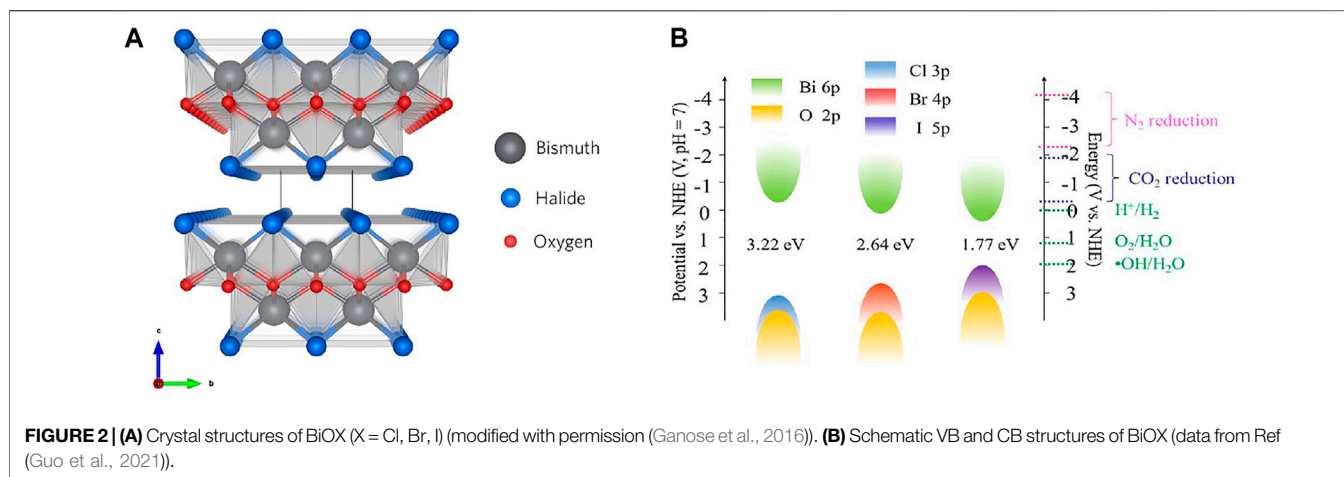 A
Bismuth
Halide
Oxygen
c
b
B
Bi 6p
O 2p
Cl 3p
Br 4p
I 5p
Potential vs. NHE (V, pH = 7)
-4
-3
-2
-1
0
1
2
3
3.22 eV
2.64 eV
1.77 eV
Energy (V vs. NHE)
-4
-3
-2
-1
0
1
2
3
N₂ reduction
CO₂ reduction
H⁺/H₂
O₂/H₂O
•OH/H₂O
FIGURE 2 | (A) Crystal structures of BiOX (X = Cl, Br, I) (modified with permission (Ganose et al., 2016)). (B) Schematic VB and CB structures of BiOX (data from Ref
(Guo et al., 2021)).